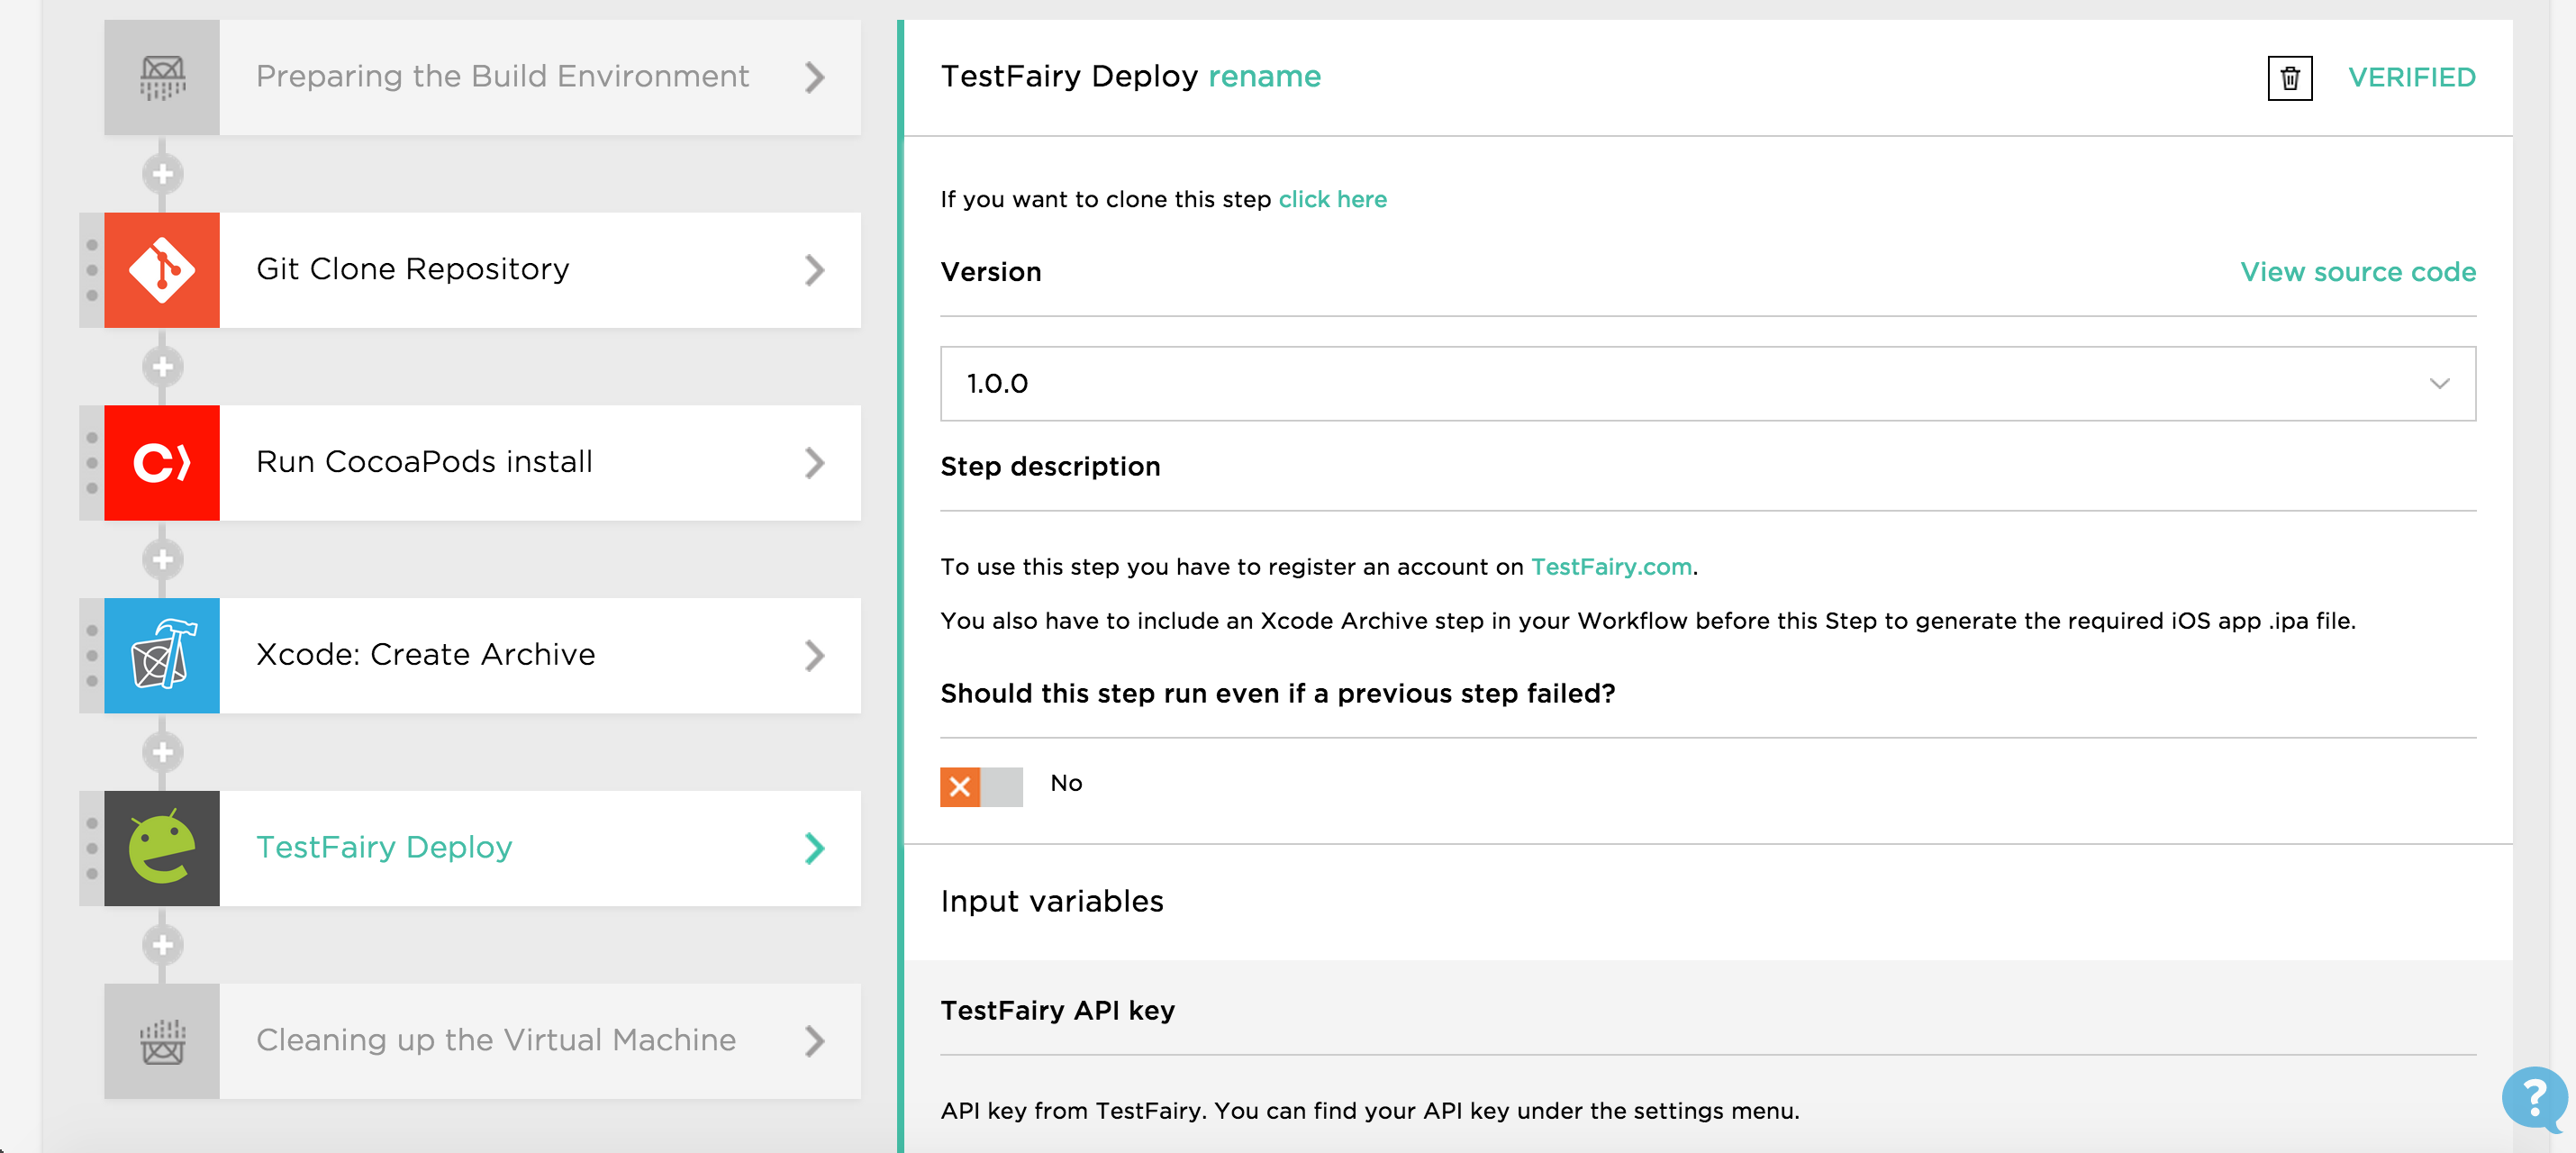 Preparing the Build Environment
Git Clone Repository
Run CocoaPods install
Xcode: Create Archive
TestFairy Deploy
Cleaning up the Virtual Machine
TestFairy Deploy rename
VERIFIED
If you want to clone this step click here
Version
View source code
1.0.0
Step description
To use this step you have to register an account on TestFairy.com.
You also have to include an Xcode Archive step in your Workflow before this Step to generate the required iOS app .ipa file.
Should this step run even if a previous step failed?
No
Input variables
TestFairy API key
API key from TestFairy. You can find your API key under the settings menu.
?